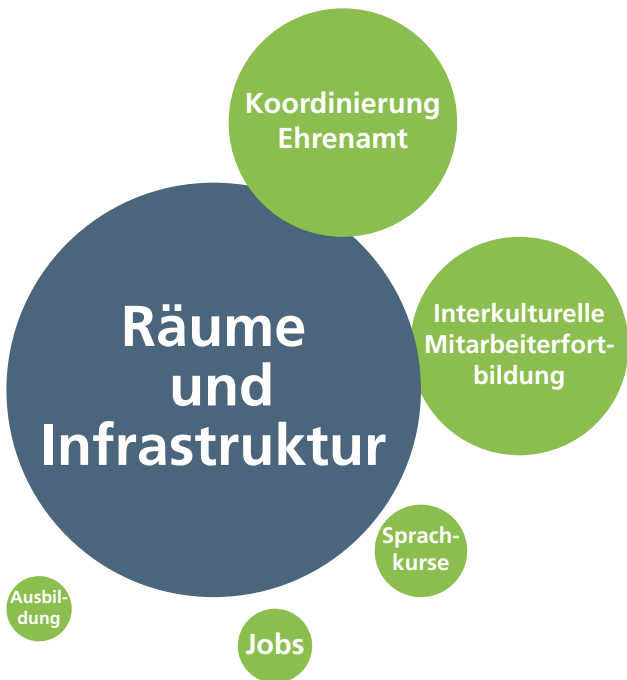 Koordinierung
Ehrenamt
Räume
und
Infrastruktur
Interkulturelle
Mitarbeiterfort-
bildung
Sprach-
kurse
Ausbil-
dung
Jobs